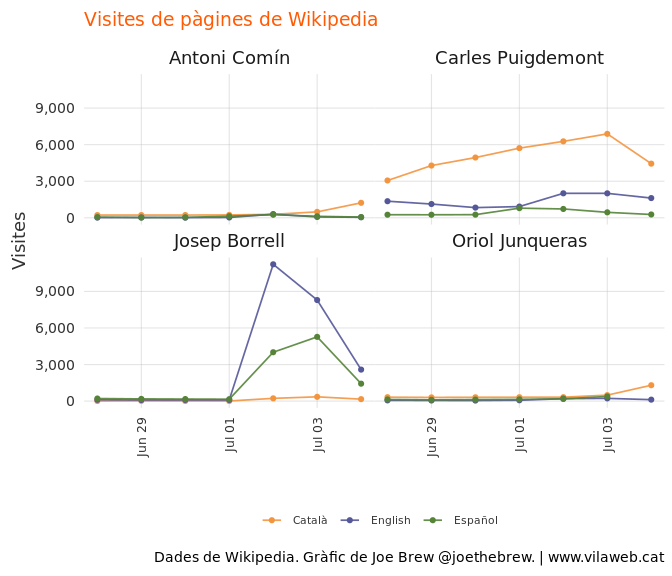 Visites de pàgines de Wikipedia
Antoni Comín
Carles Puigdemont
9,000
6,000
3,000
0
Visites
Josep Borrell
Oriol Junqueras
9,000
6,000
3,000
0
Jun 29
Jul 01
Jul 03
Jun 29
Jul 01
Jul 03
Català English Español
Dades de Wikipedia. Gràfic de Joe Brew @joethebrew. | www.vilaweb.cat